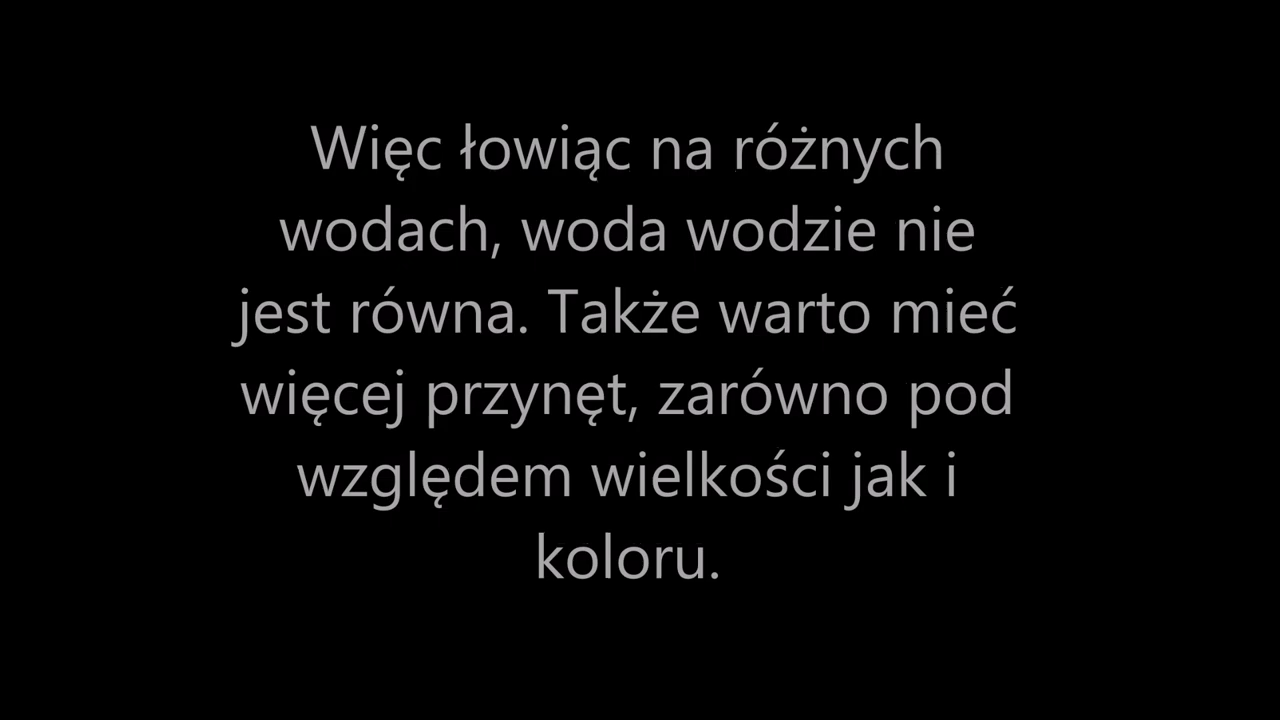 Więc łowiąc na różnych
wodach, woda wodzie nie
jest równa. Także warto mieć
więcej przynęt, zarówno pod
względem wielkości jak i
koloru.